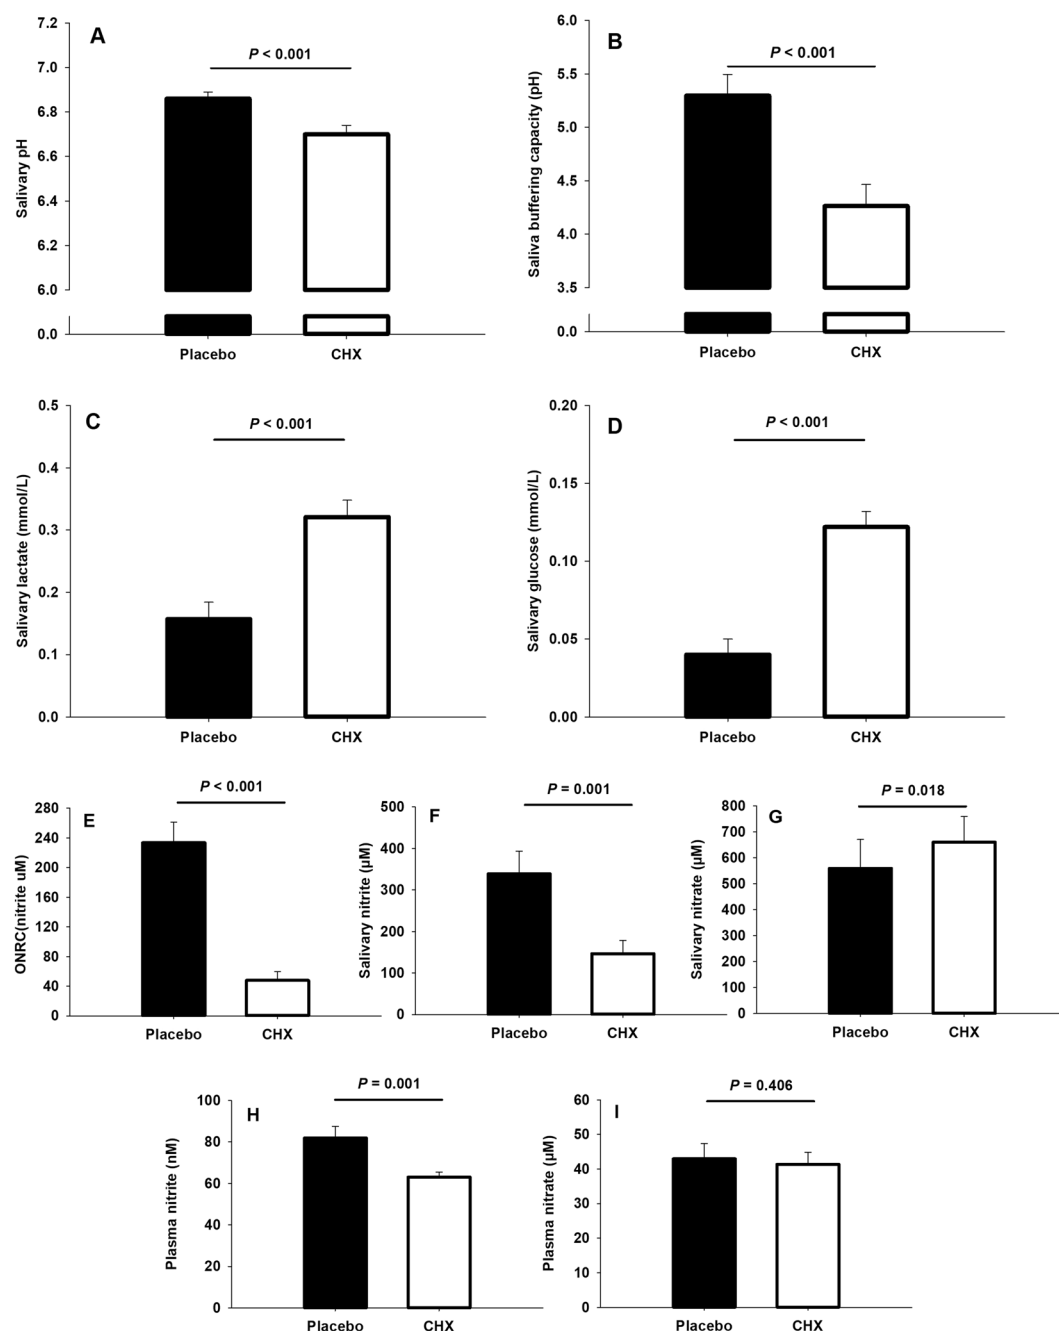 A
P < 0.001
Salivary pH
7.2
7.0
6.8
6.6
6.4
6.2
6.0
0.0
Placebo CHX
B
P < 0.001
Saliva buffering capacity (pH)
6.0
5.5
5.0
4.5
4.0
3.5
0.0
Placebo CHX
C
P < 0.001
Salivary lactate (mmol/L)
0.5
0.4
0.3
0.2
0.1
0.0
Placebo CHX
D
P < 0.001
Salivary glucose (mmol/L)
0.20
0.15
0.10
0.05
0.00
Placebo CHX
E
P < 0.001
ONRC(nitrite uM)
280
240
200
160
120
80
40
0
Placebo CHX
F
P = 0.001
Salivary nitrite (µM)
500
400
300
200
100
0
Placebo CHX
G
P = 0.018
Salivary nitrate (µM)
800
700
600
500
400
300
200
100
0
Placebo CHX
H
P = 0.001
Plasma nitrite (nM)
100
80
60
40
20
0
Placebo CHX
I
P = 0.406
Plasma nitrate (µM)
60
50
40
30
20
10
0
Placebo CHX